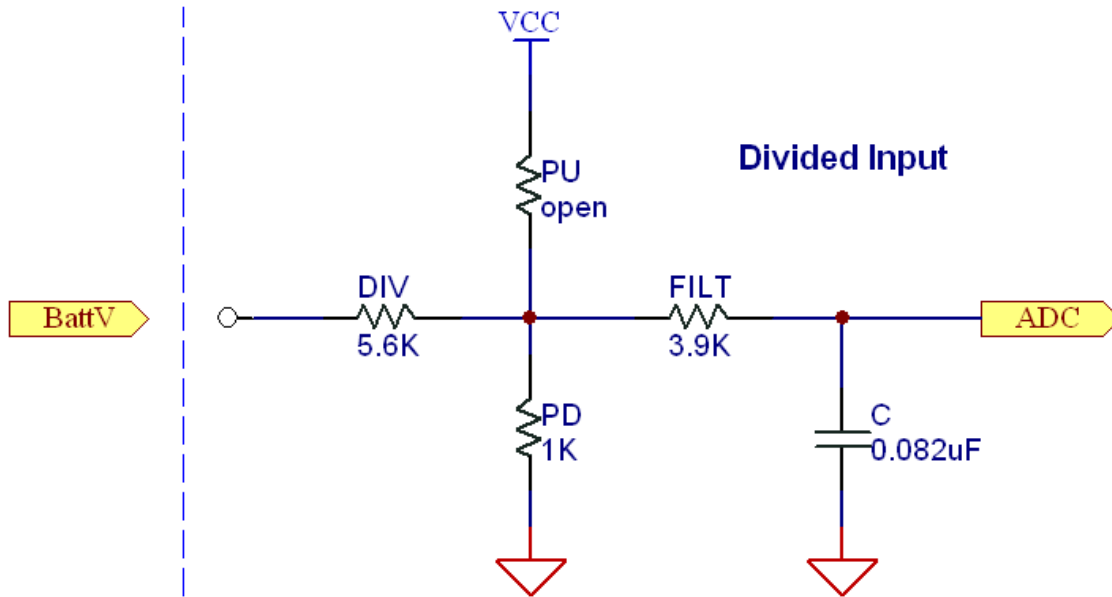 VCC
PU
open
Divided Input
BattV
DIV
5.6K
FILT
3.9K
ADC
PD
1K
C
0.082uF